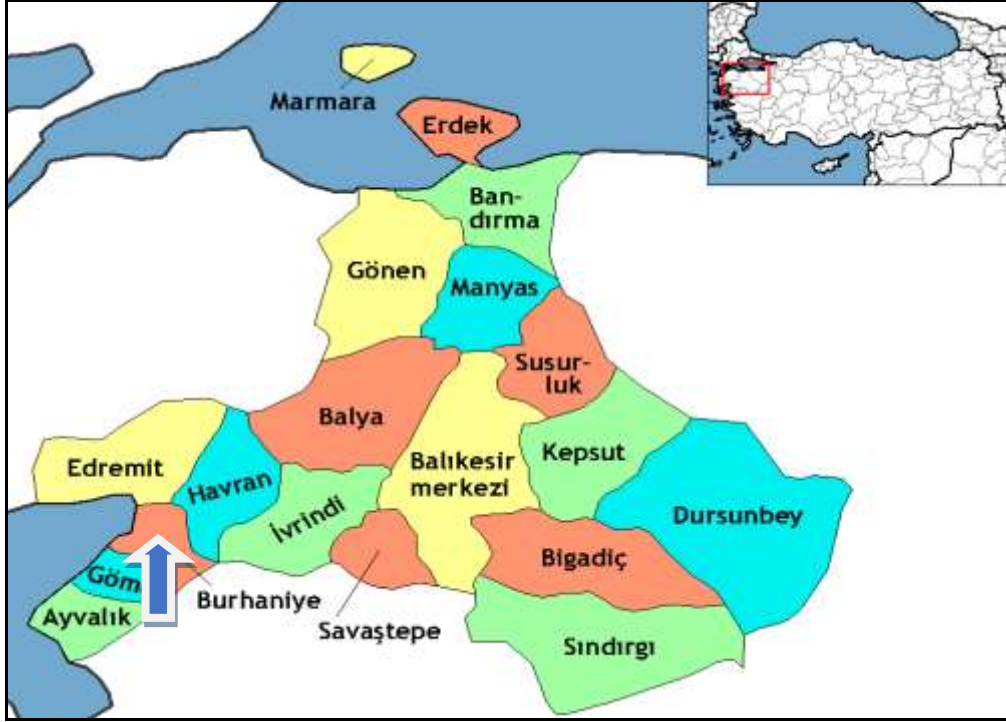 Marmara
Erdek
Ban-
dırma
Gönen
Manyas
Susur-
luk
Balya
Kepsut
Edremit
Havran
Balıkesir
merkezi
İvrindi
Dursunbey
Bigadiç
Göm
Burhaniye
Ayvalık
Savaştepe
Sındırgı